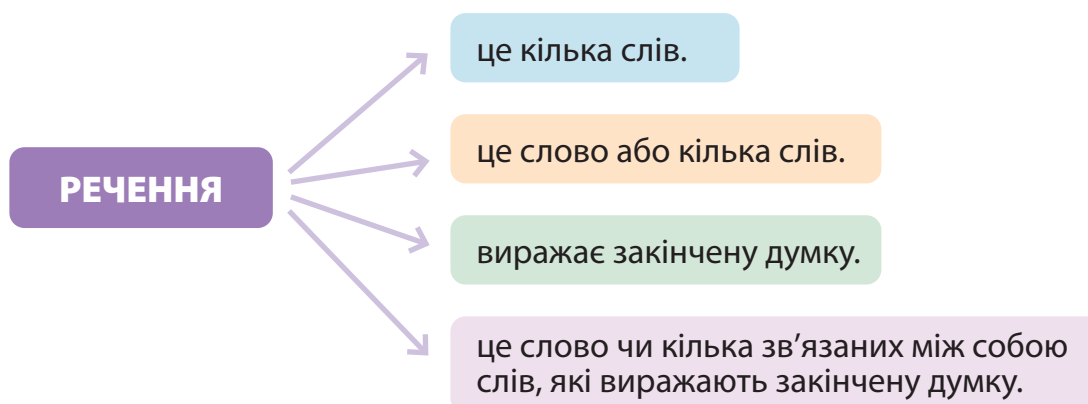 РЕЧЕННЯ
це кілька слів.
це слово або кілька слів.
виражає закінчену думку.
це слово чи кілька зв’язаних між собою
слів, які виражають закінчену думку.